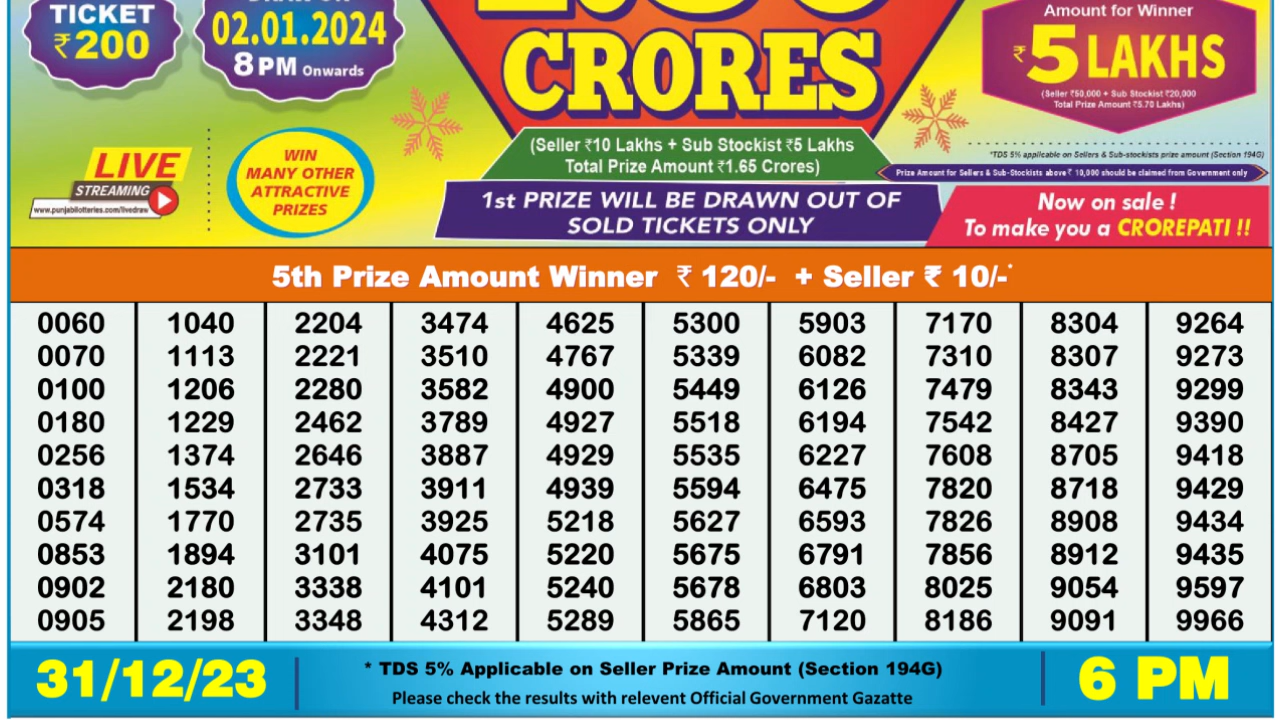 TICKET
₹200
02.01.2024
8 PM Onwards
CRORES
(Seller ₹10 Lakhs + Sub Stockist ₹5 Lakhs
Total Prize Amount ₹1.65 Crores)
Amount for Winner
₹5 LAKHS
(Seller ₹50,000 + Sub Stockist ₹20,000
Total Prize Amount ₹5.70 Lakhs)
*TDS 5% applicable on Sellers & Sub-stockists prize amount (Section 194G)
Prize Amount for Sellers & Sub-Stockists above ₹ 10,000 should be claimed from Government only
LIVE
STREAMING
www.punjablotteries.com/livedraw
WIN
MANY OTHER
ATTRACTIVE
PRIZES
1st PRIZE WILL BE DRAWN OUT OF
SOLD TICKETS ONLY
Now on sale !
To make you a CROREPATI !!
5th Prize Amount Winner ₹ 120/- + Seller ₹ 10/-*
0060 1040 2204 3474 4625 5300 5903 7170 8304 9264
0070 1113 2221 3510 4767 5339 6082 7310 8307 9273
0100 1206 2280 3582 4900 5449 6126 7479 8343 9299
0180 1229 2462 3789 4927 5518 6194 7542 8427 9390
0256 1374 2646 3887 4929 5535 6227 7608 8705 9418
0318 1534 2733 3911 4939 5594 6475 7820 8718 9429
0574 1770 2735 3925 5218 5627 6593 7826 8908 9434
0853 1894 3101 4075 5220 5675 6791 7856 8912 9435
0902 2180 3338 4101 5240 5678 6803 8025 9054 9597
0905 2198 3348 4312 5289 5865 7120 8186 9091 9966
31/12/23
* TDS 5% Applicable on Seller Prize Amount (Section 194G)
Please check the results with relevent Official Government Gazatte
6 PM